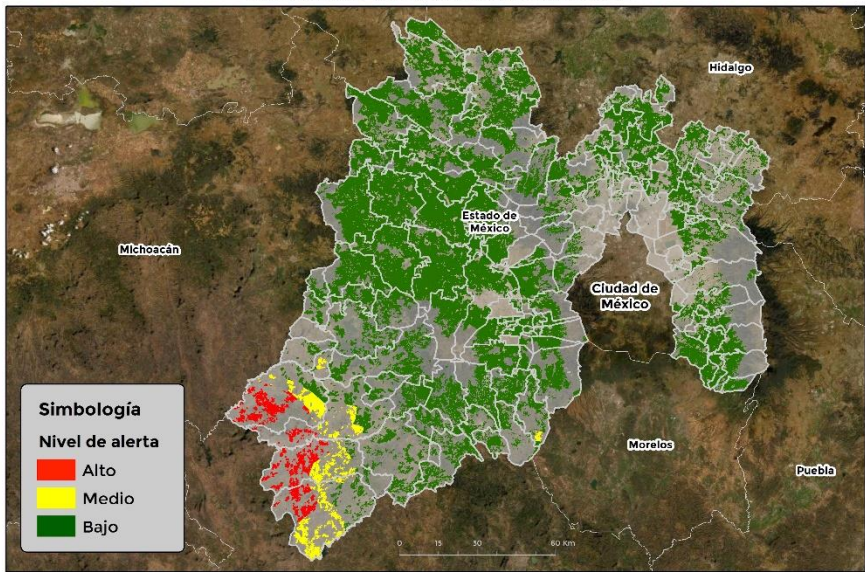 Hidalgo
Estado de
México
Michoacán
Ciudad de
México
Simbología
Nivel de alerta
Alto
Medio
Bajo
Morelos
Puebla
0 15 30 60 Km